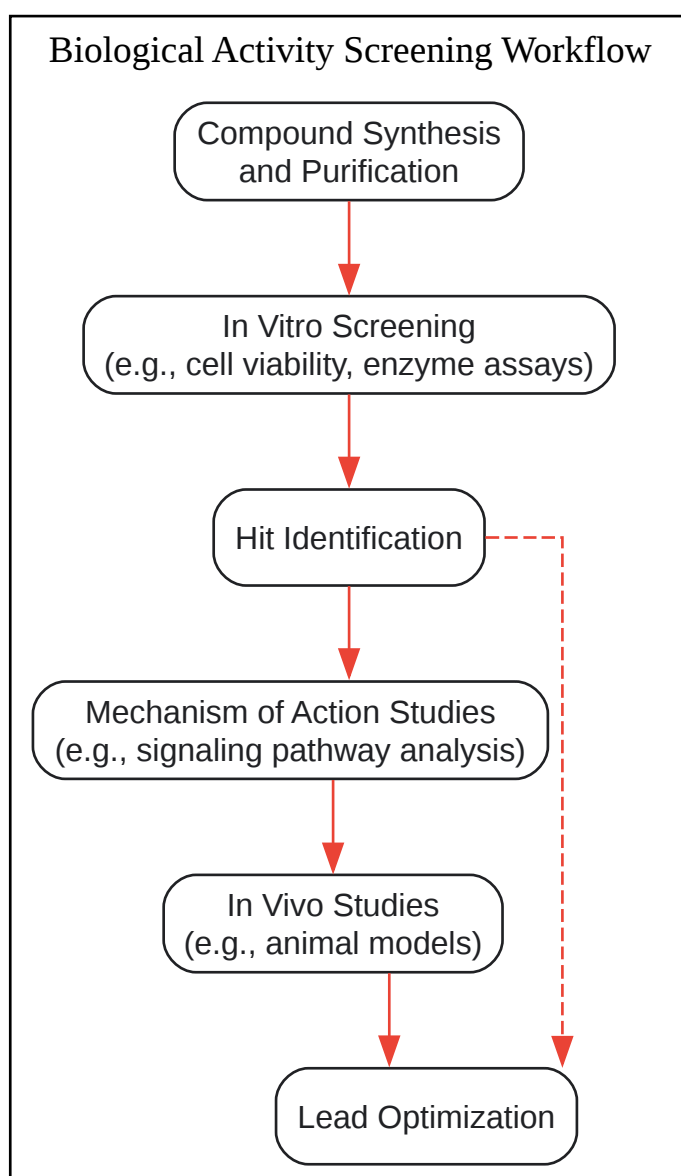 Biological Activity Screening Workflow
Compound Synthesis
and Purification
In Vitro Screening
(e.g., cell viability, enzyme assays)
Hit Identification
Mechanism of Action Studies
(e.g., signaling pathway analysis)
In Vivo Studies
(e.g., animal models)
Lead Optimization